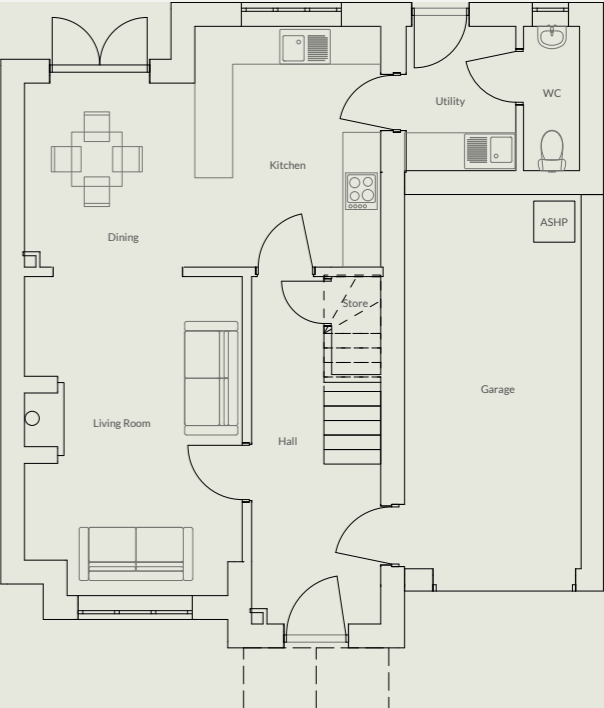 WC
Utility
Kitchen
ASHP
Dining
Store
Garage
Living Room
Hall